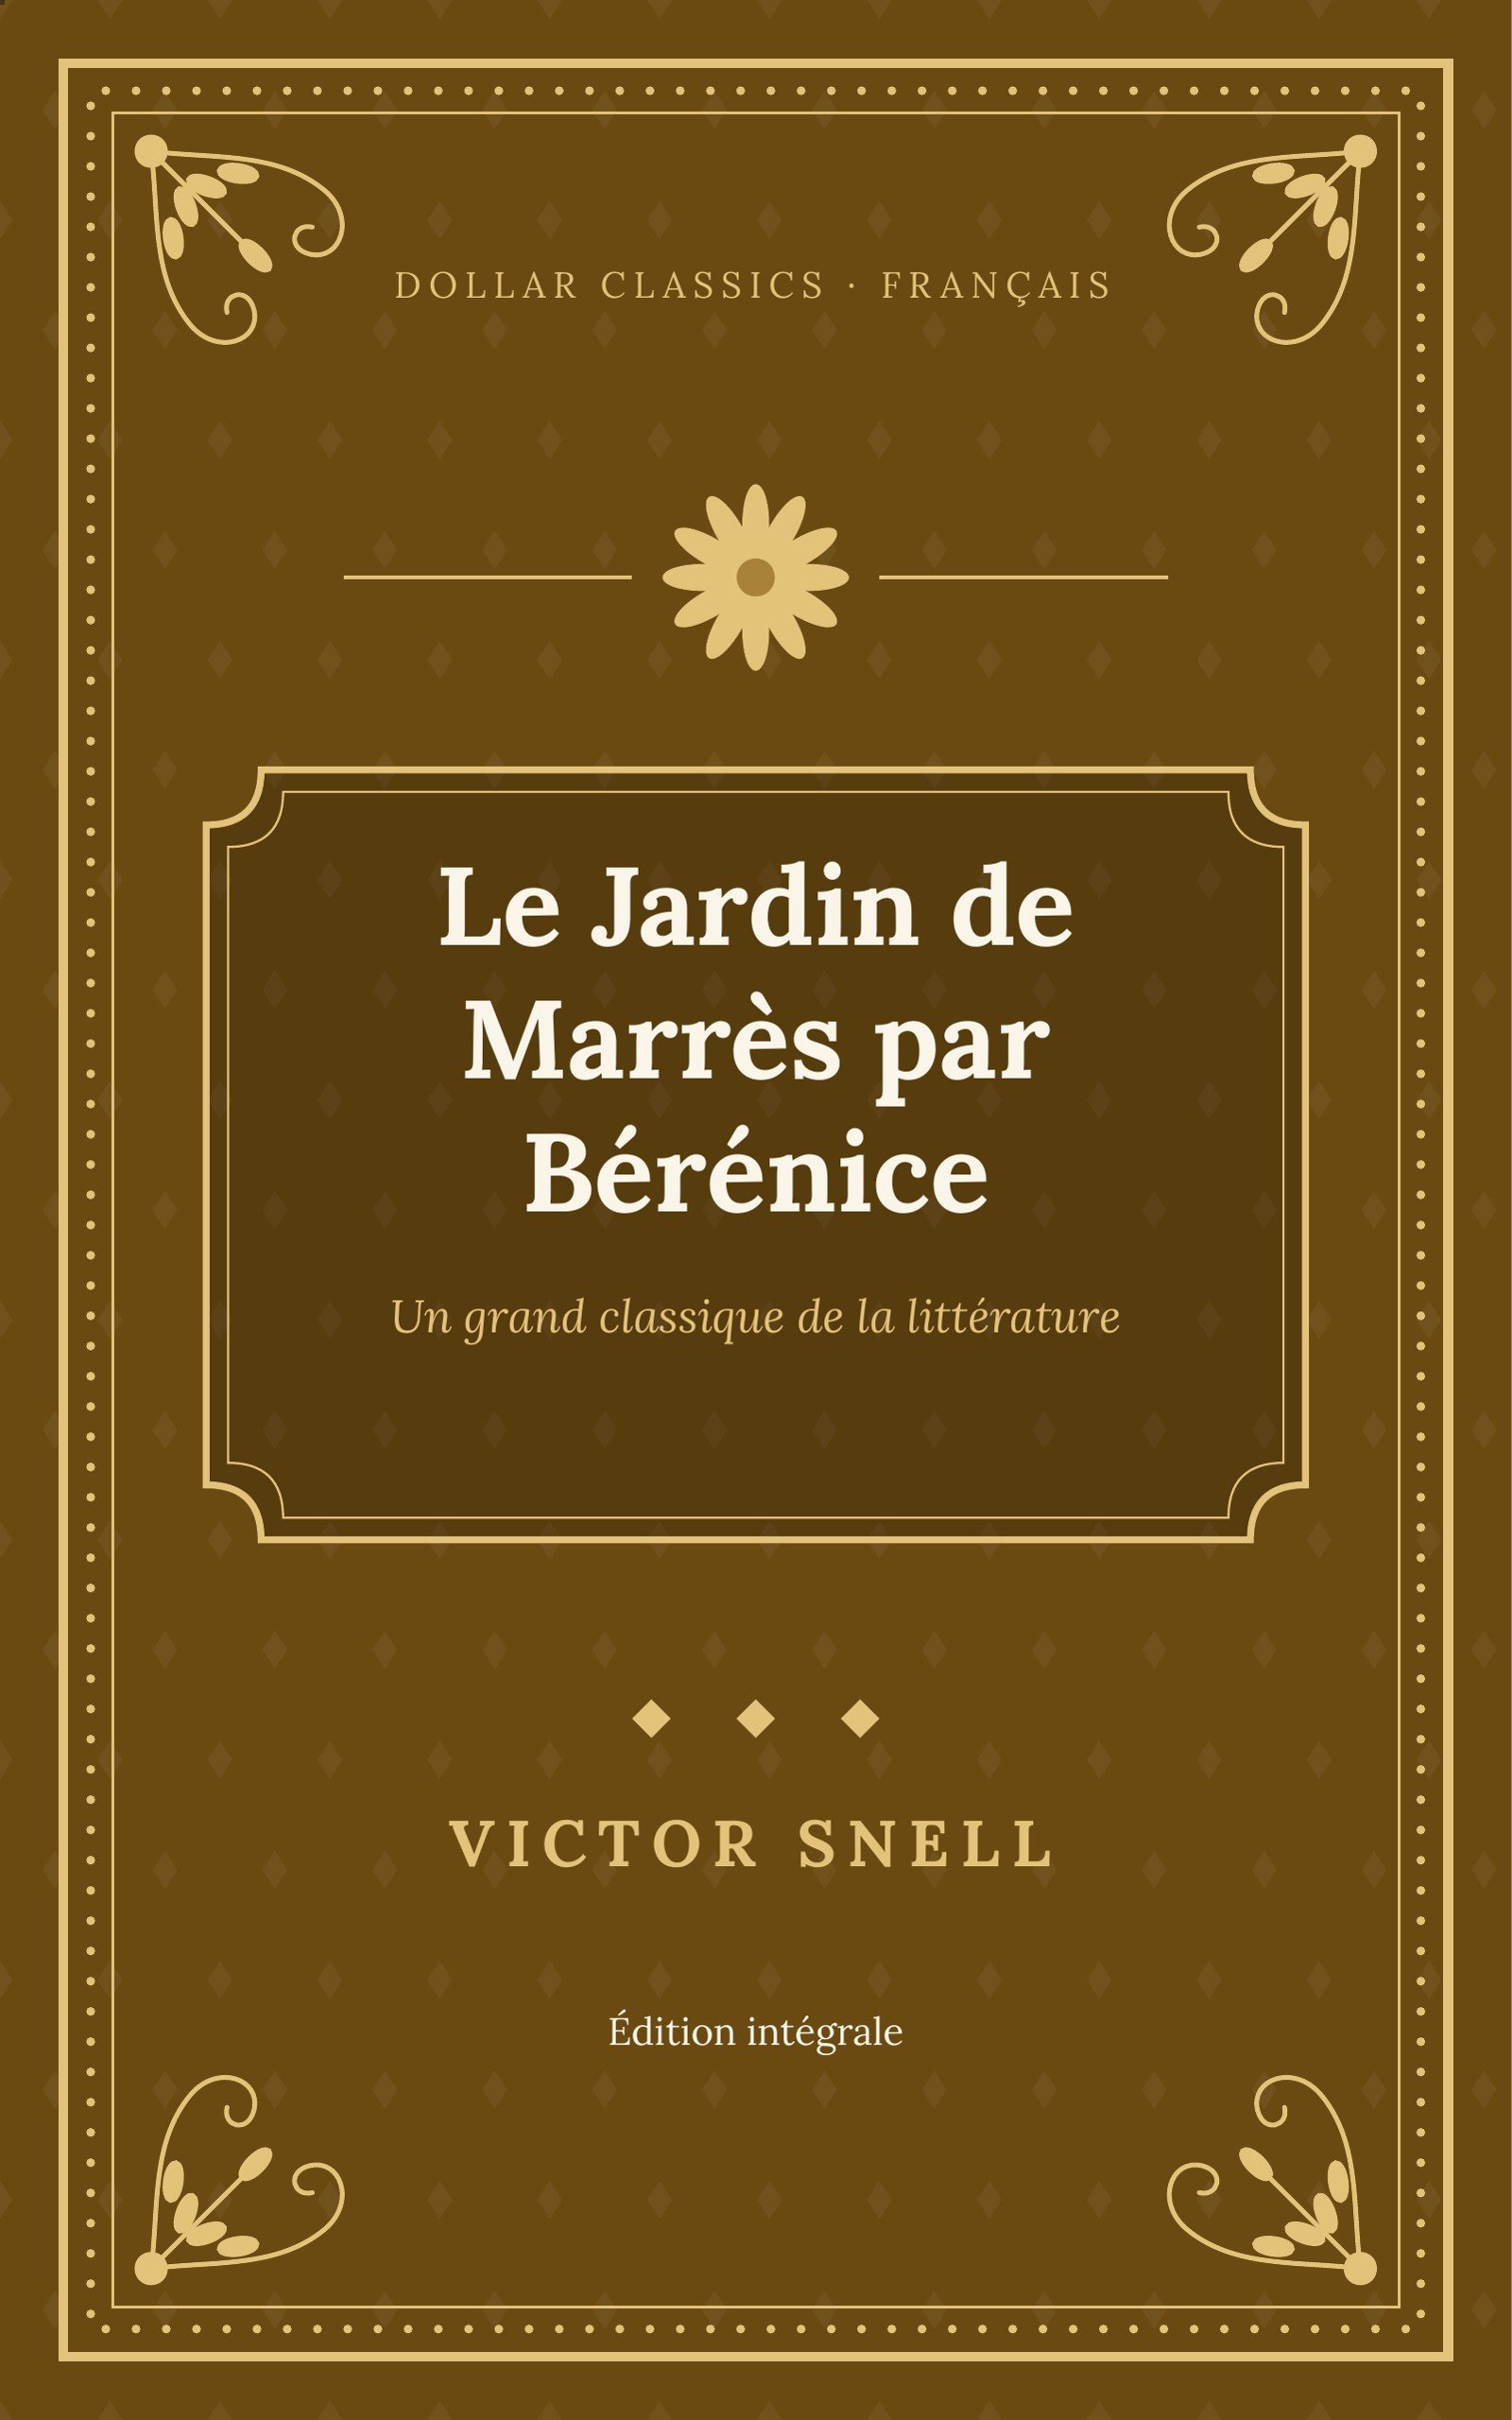 DOLLAR CLASSICS · FRANÇAIS
Le Jardin de
Marrès par
Bérénice
Un grand classique de la littérature
VICTOR SNELL
Édition intégrale